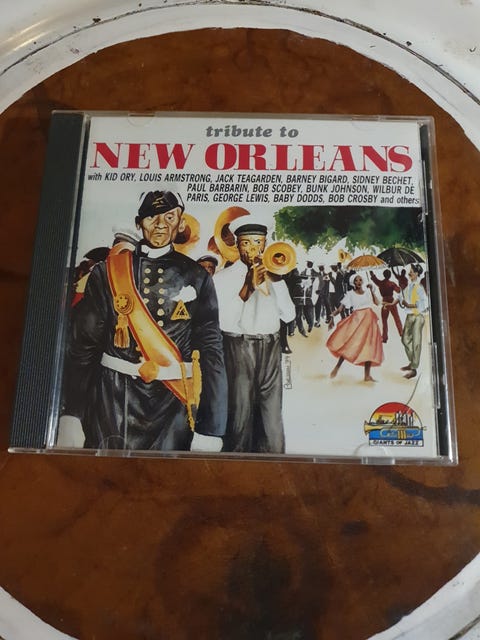 tribute to
NEW ORLEANS
with KID ORY, LOUIS ARMSTRONG, JACK TEAGARDEN, BARNEY BIGARD, SIDNEY BECHET,
PAUL BARBARIN, BOB SCOBEY, BUNK JOHNSON, WILBUR DE
PARIS, GEORGE LEWIS, BABY DODDS, BOB CROSBY and others
GIANTS OF JAZZ